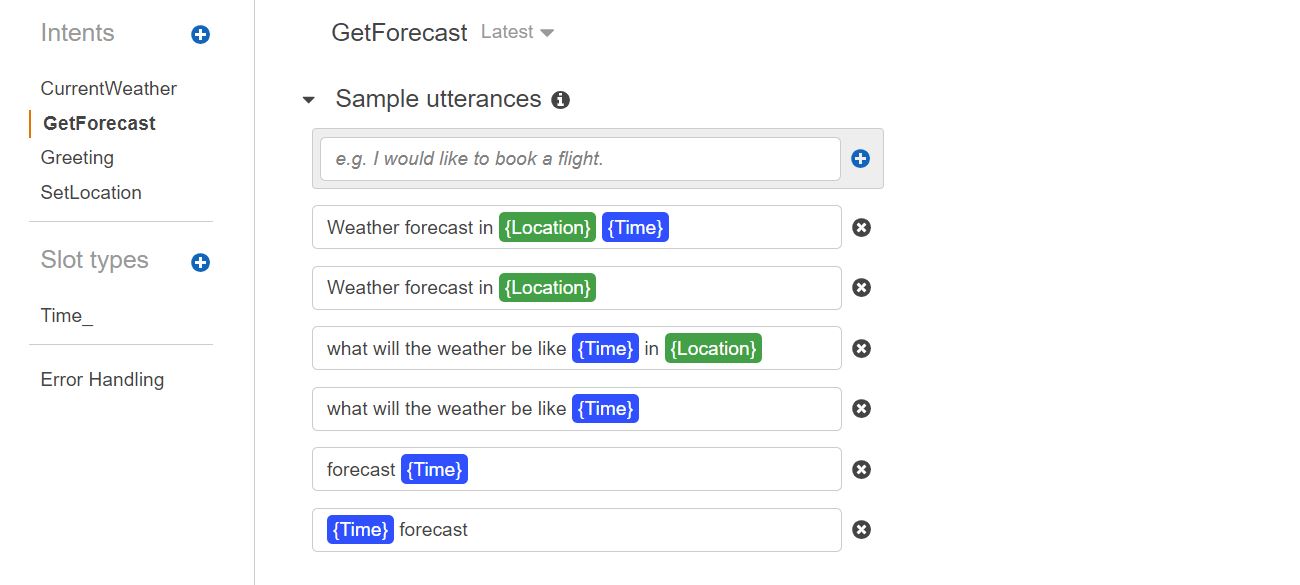 Intents
CurrentWeather
GetForecast
Greeting
SetLocation
Slot types
Time_
Error Handling
GetForecast Latest
Sample utterances
e.g. I would like to book a flight.
Weather forecast in {Location} {Time}
Weather forecast in {Location}
what will the weather be like {Time} in {Location}
what will the weather be like {Time}
forecast {Time}
{Time} forecast